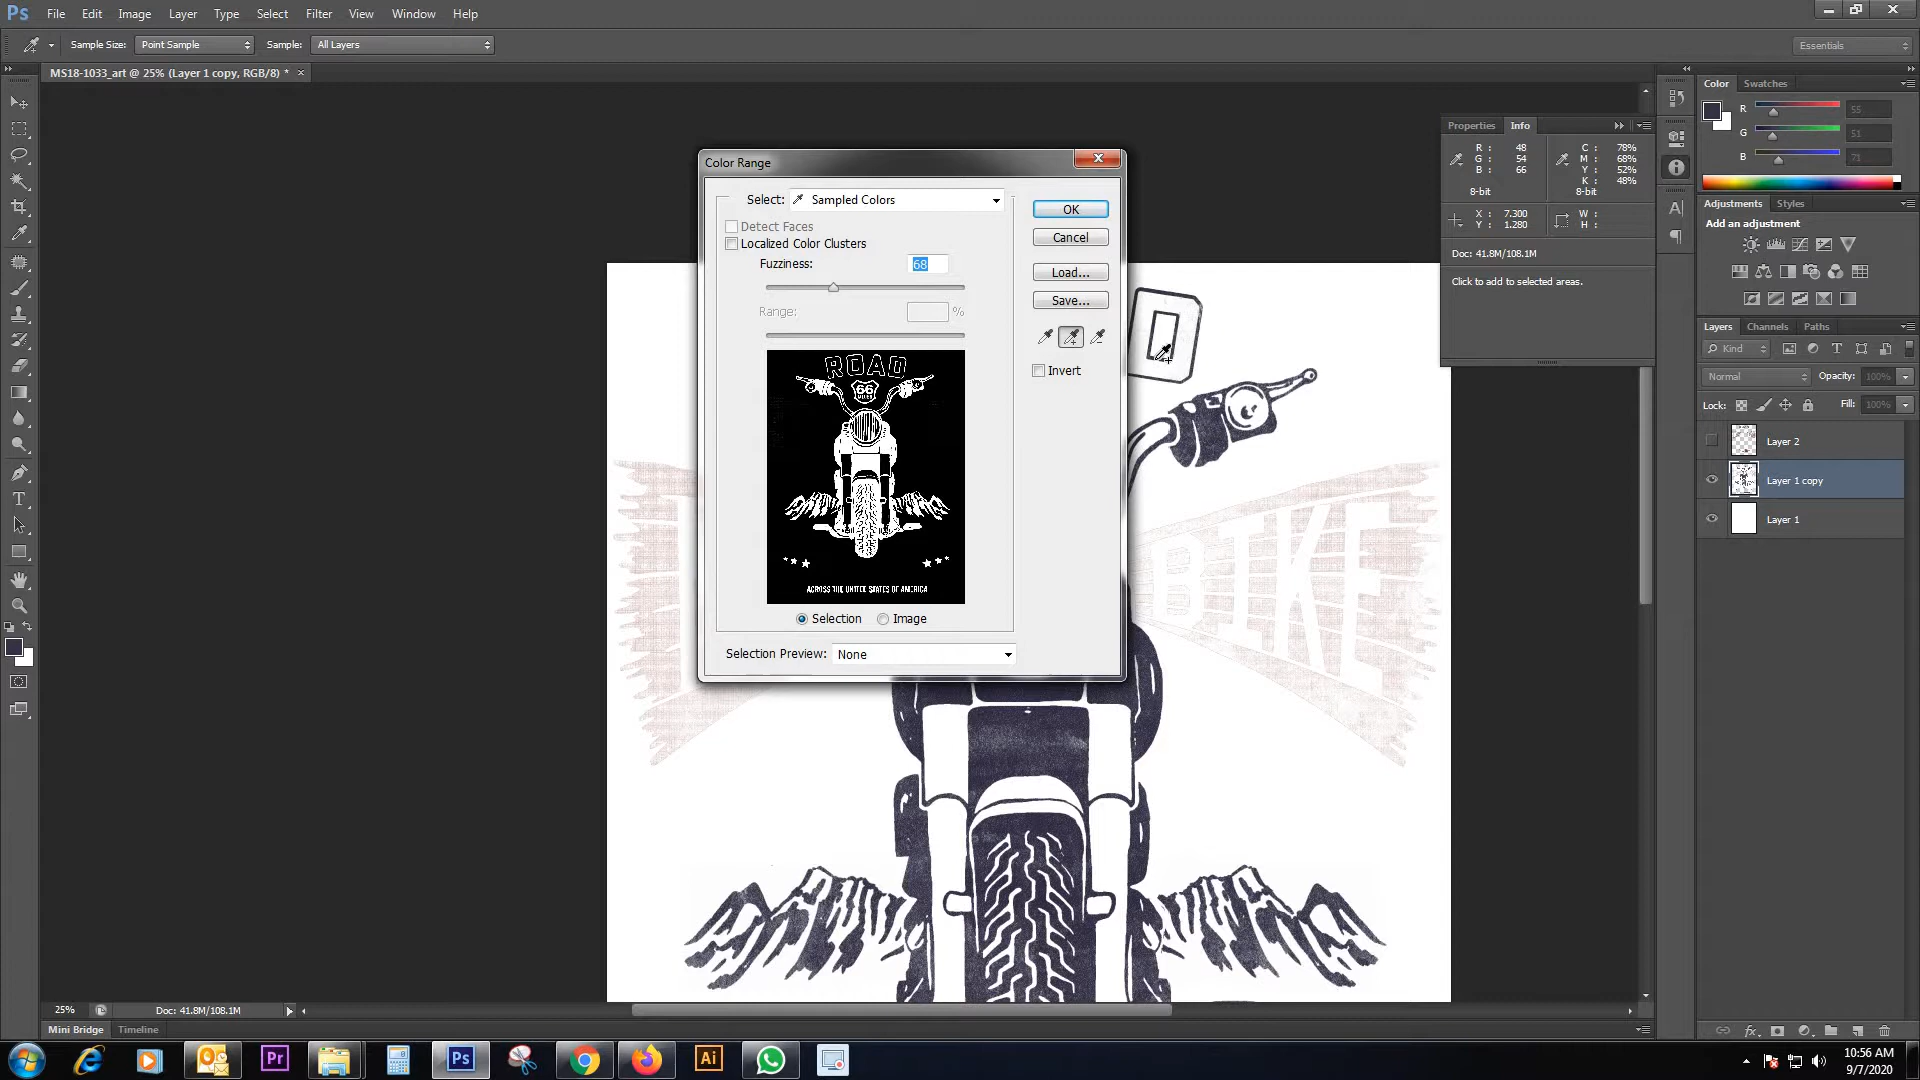 Ps File Edit Image Layer Type Select Filter View Window Help
Sample Size: Point Sample Sample: All Layers Essentials
MS18-1033_art @ 25% (Layer 1 copy, RGB/8) *
Color Swatches
R 55
G 51
B 71
Properties Info
R : 48 C : 78%
G : 54 M : 68%
B : 66 Y : 52%
K : 48%
8-bit 8-bit
X : 7.300 W :
Y : 1.280 H :
Doc: 41.8M/108.1M
Click to add to selected areas.
Adjustments Styles
Add an adjustment
Layers Channels Paths
Kind
Normal Opacity: 100%
Lock: Fill: 100%
Layer 2
Layer 1 copy
Layer 1
Color Range
Select: Sampled Colors
Detect Faces
Localized Color Clusters
Fuzziness: 68
Range: %
OK
Cancel
Load...
Save...
Invert
ROAD
66
ACROSS THE UNITED STATES OF AMERICA
Selection Image
Selection Preview: None
D
BIKE
25% Doc: 41.8M/108.1M
Mini Bridge Timeline
Pr Ps Ai
10:56 AM
9/7/2020